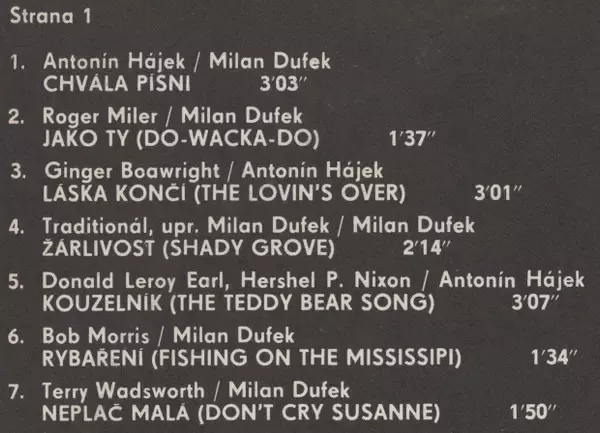 Strana 1
1. Antonín Hájek / Milan Dufek
CHVÁLA PÍSNI 3′03″
2. Roger Miler / Milan Dufek
JAKO TY (DO-WACKA-DO) 1′37″
3. Ginger Boawright / Antonín Hájek
LÁSKA KONČÍ (THE LOVIN'S OVER) 3′01″
4. Traditionál, upr. Milan Dufek / Milan Dufek
ŽÁRLIVOST (SHADY GROVE) 2′14″
5. Donald Leroy Earl, Hershel P. Nixon / Antonín Hájek
KOUZELNÍK (THE TEDDY BEAR SONG) 3′07″
6. Bob Morris / Milan Dufek
RYBAŘENÍ (FISHING ON THE MISSISSIPI) 1′34″
7. Terry Wadsworth / Milan Dufek
NEPLAČ MALÁ (DON'T CRY SUSANNE) 1′50″